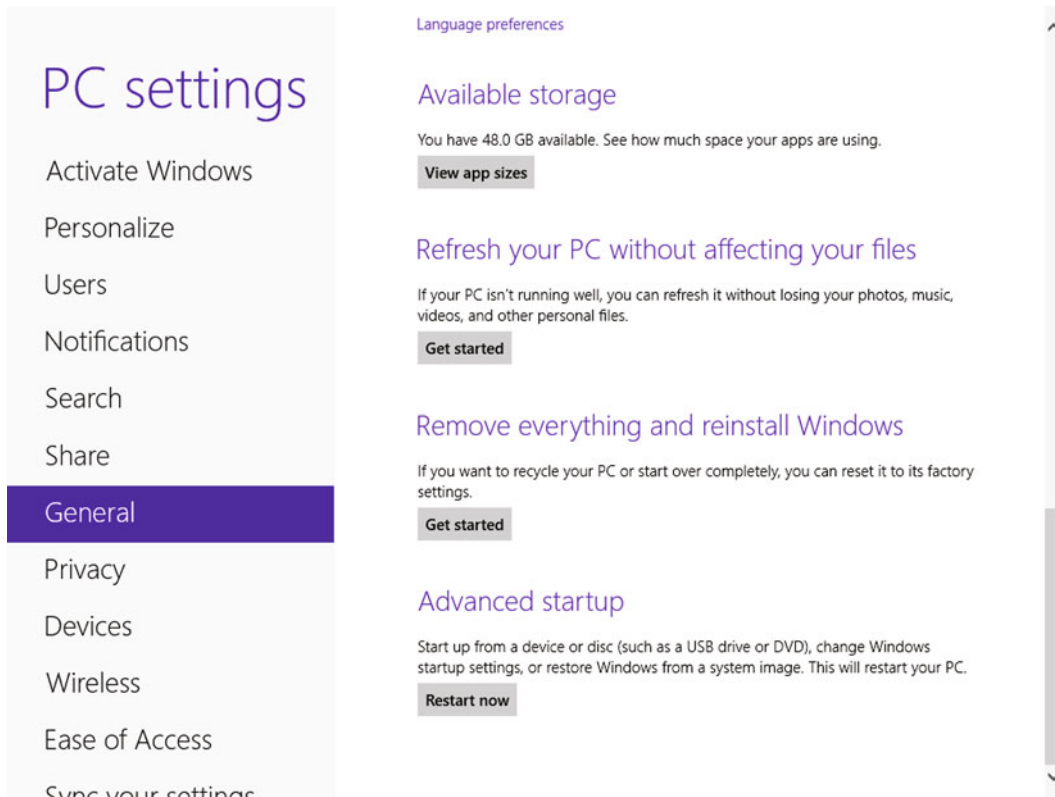 PC settings
Activate Windows
Personalize
Users
Notifications
Search
Share
General
Privacy
Devices
Wireless
Ease of Access
Sync your settings
Language preferences
Available storage
You have 48.0 GB available. See how much space your apps are using.
View app sizes
Refresh your PC without affecting your files
If your PC isn't running well, you can refresh it without losing your photos, music,
videos, and other personal files.
Get started
Remove everything and reinstall Windows
If you want to recycle your PC or start over completely, you can reset it to its factory
settings.
Get started
Advanced startup
Start up from a device or disc (such as a USB drive or DVD), change Windows
startup settings, or restore Windows from a system image. This will restart your PC.
Restart now